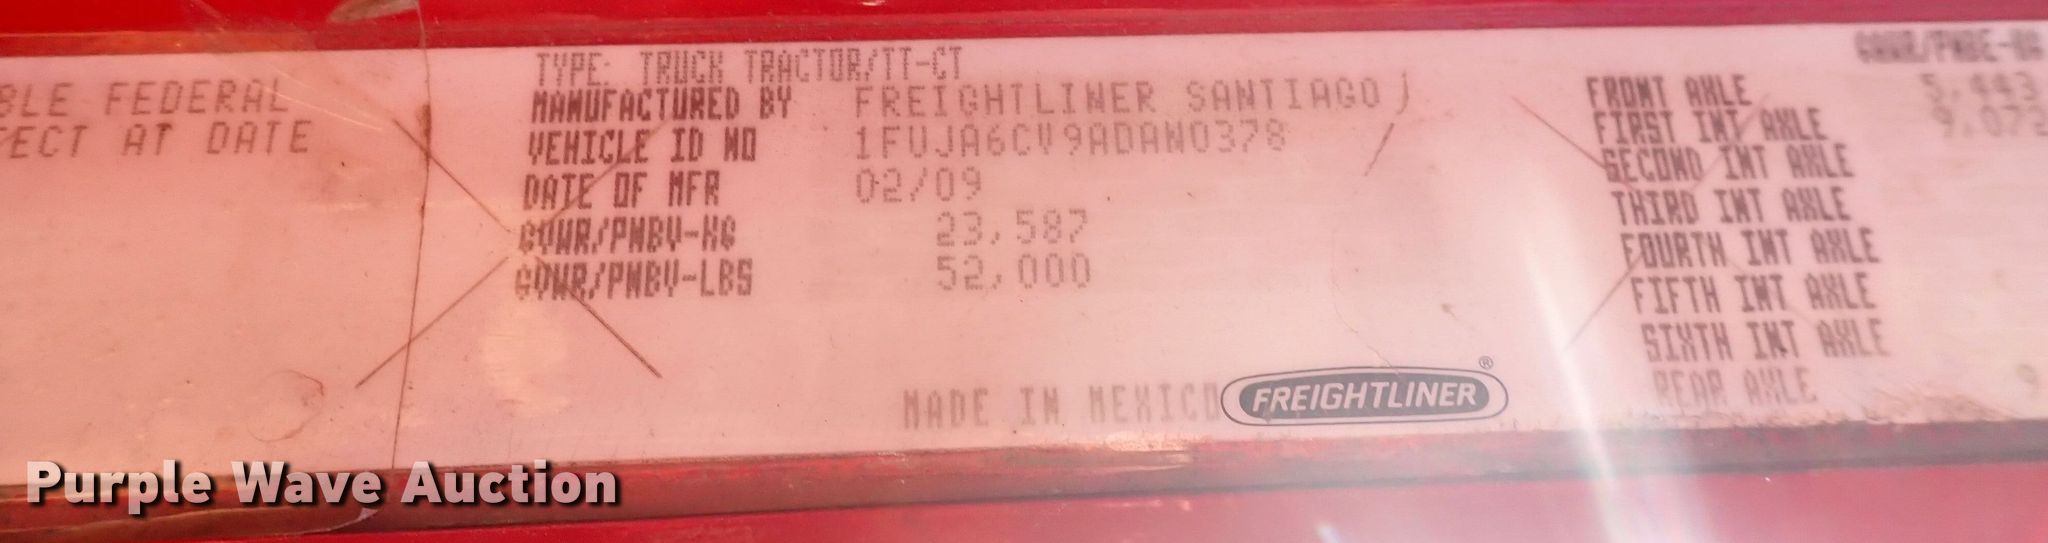 BLE FEDERAL
FECT AT DATE
TYPE: TRUCK TRACTOR/TT-CT
MANUFACTURED BY FREIGHTLINER SANTIAGO
VEHICLE ID NO 1FUJA6CV9ADAN0378
DATE OF MFR 02/09
GVWR/PNBV-KG 23,587
GVWR/PNBV-LBS 52,000
MADE IN MEXICO
FREIGHTLINER®
GAWR/PNBE-
FRONT AXLE 5,443
FIRST INT AXLE 9,072
SECOND INT AXLE
THIRD INT AXLE
FOURTH INT AXLE
FIFTH INT AXLE
SIXTH INT AXLE
REAR AXLE 9
Purple Wave Auction